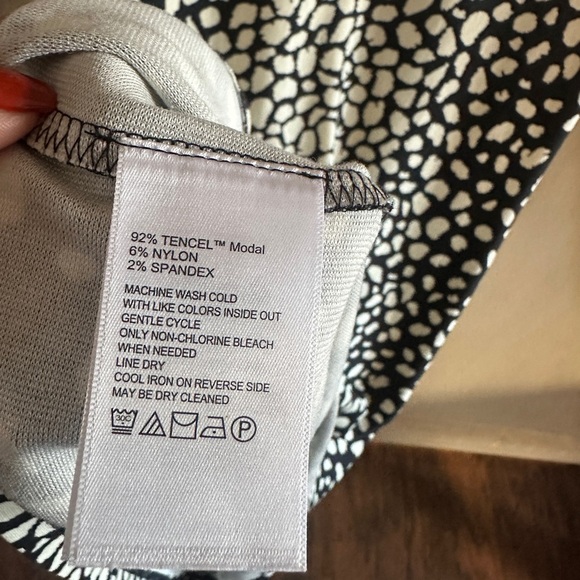 92% TENCEL™ Modal
6% NYLON
2% SPANDEX
MACHINE WASH COLD
WITH LIKE COLORS INSIDE OUT
GENTLE CYCLE
ONLY NON-CHLORINE BLEACH
WHEN NEEDED
LINE DRY
COOL IRON ON REVERSE SIDE
MAY BE DRY CLEANED
30C P